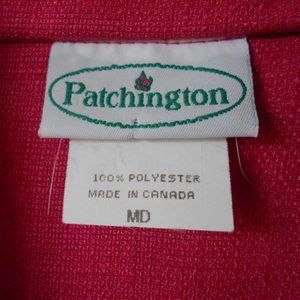 Patchington
100% POLYESTER
MADE IN CANADA
MD